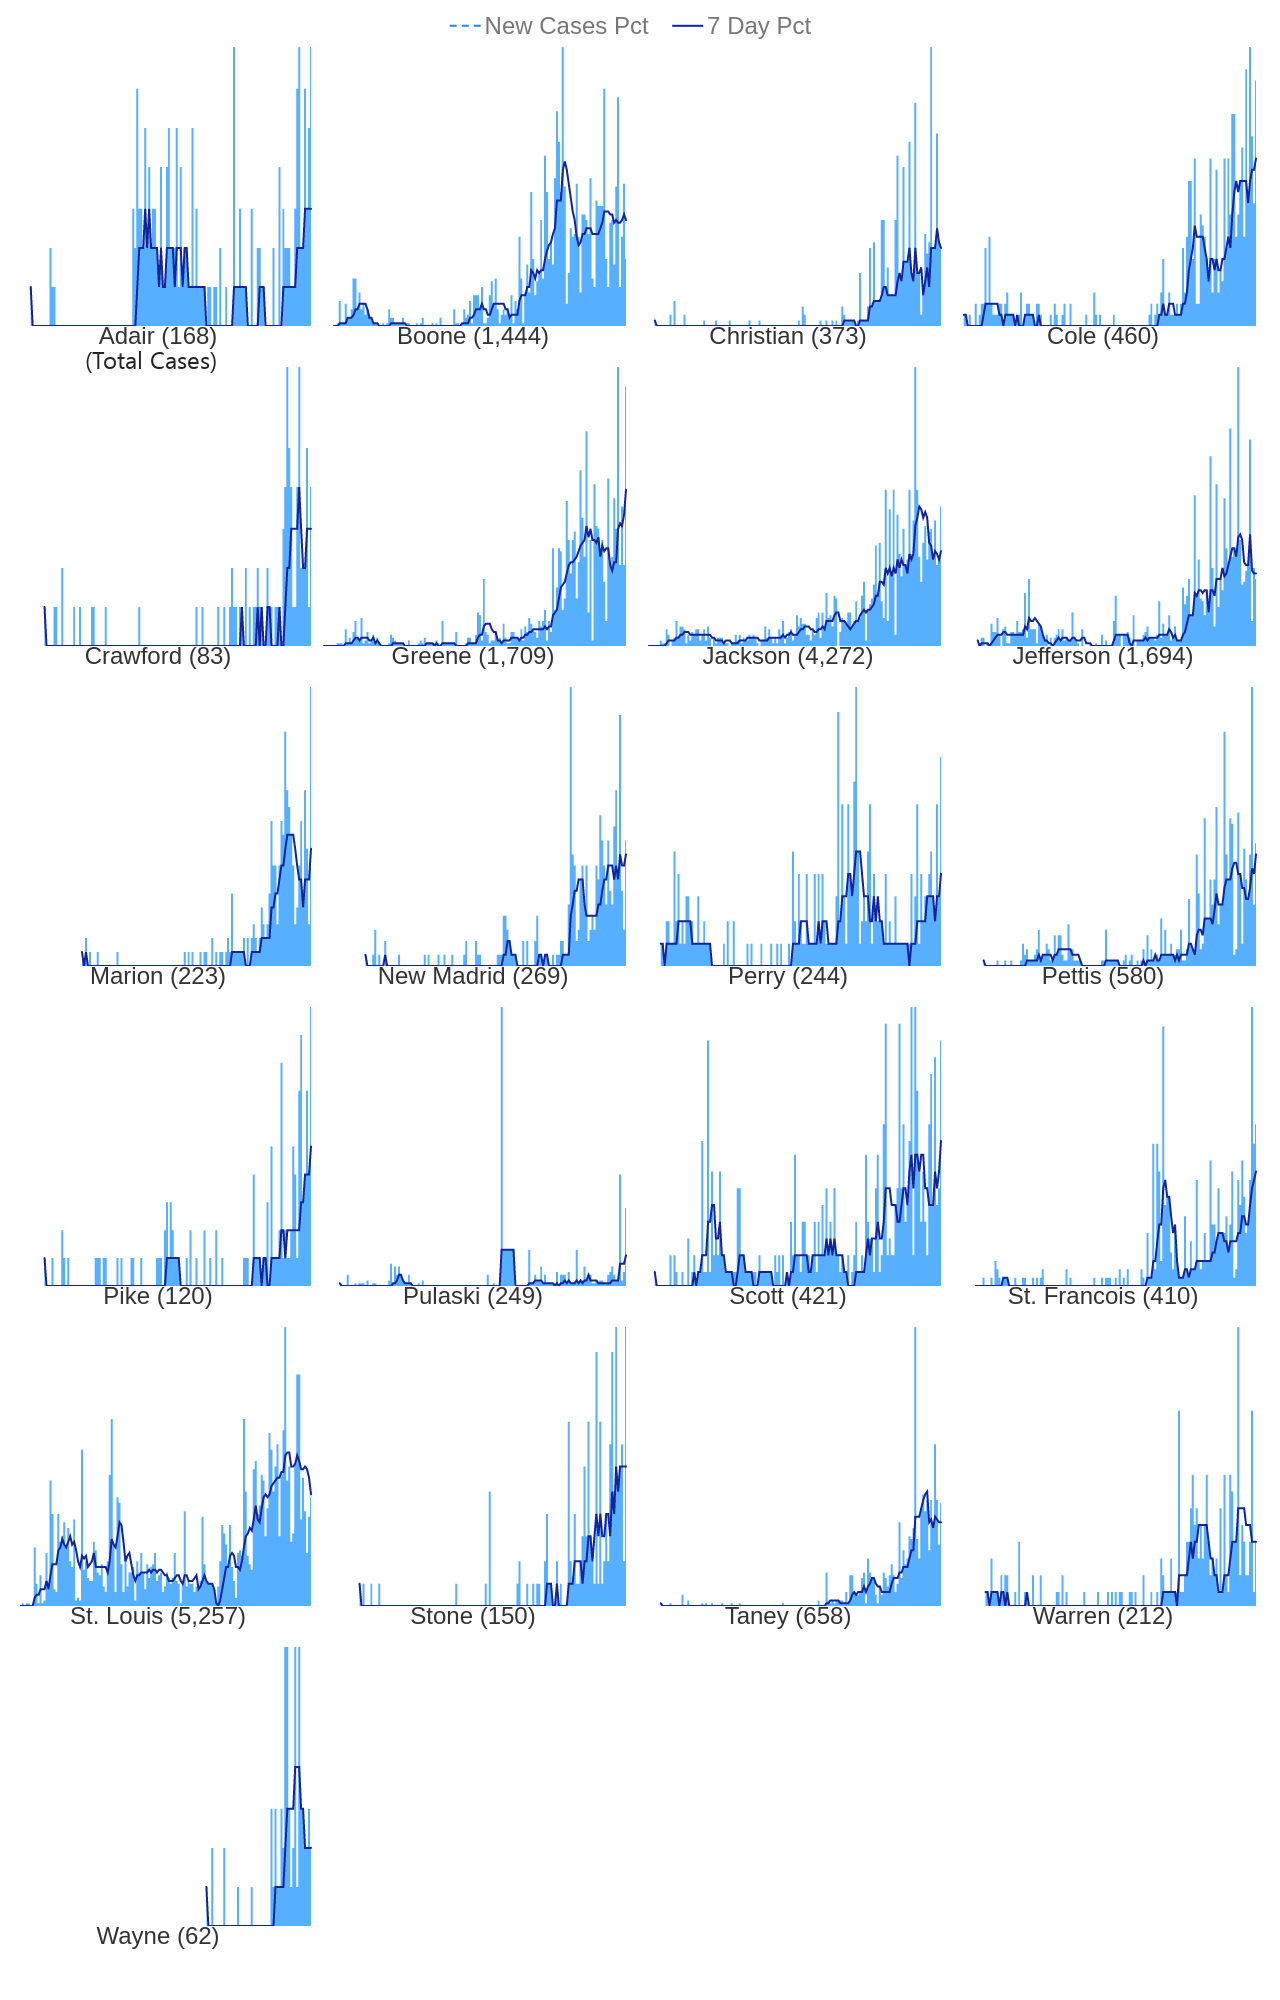 New Cases Pct 7 Day Pct
Adair (168) Boone (1,444) Christian (373) Cole (460)
(Total Cases)
Crawford (83) Greene (1,709) Jackson (4,272) Jefferson (1,694)
Marion (223) New Madrid (269) Perry (244) Pettis (580)
Pike (120) Pulaski (249) Scott (421) St. Francois (410)
St. Louis (5,257) Stone (150) Taney (658) Warren (212)
Wayne (62)